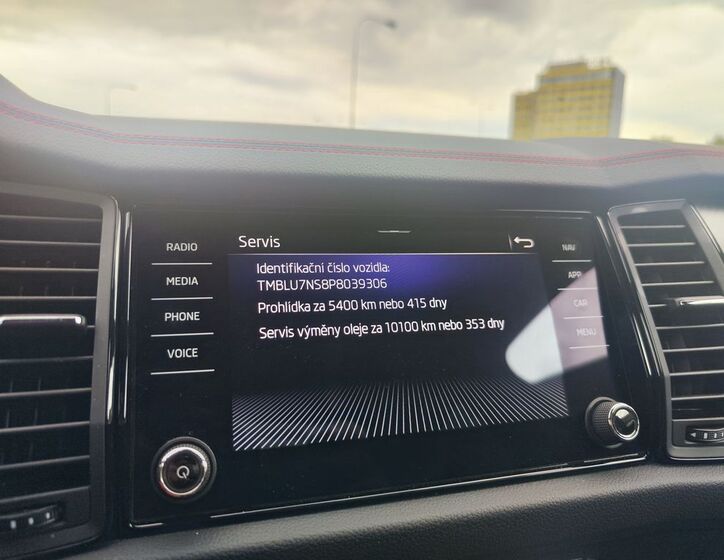 RADIO
MEDIA
PHONE
VOICE
Servis
Identifikační číslo vozidla:
TMBLU7NS8P8039306
Prohlídka za 5400 km nebo 415 dny
Servis výměny oleje za 10100 km nebo 353 dny
NAV
APP
CAR
MENU